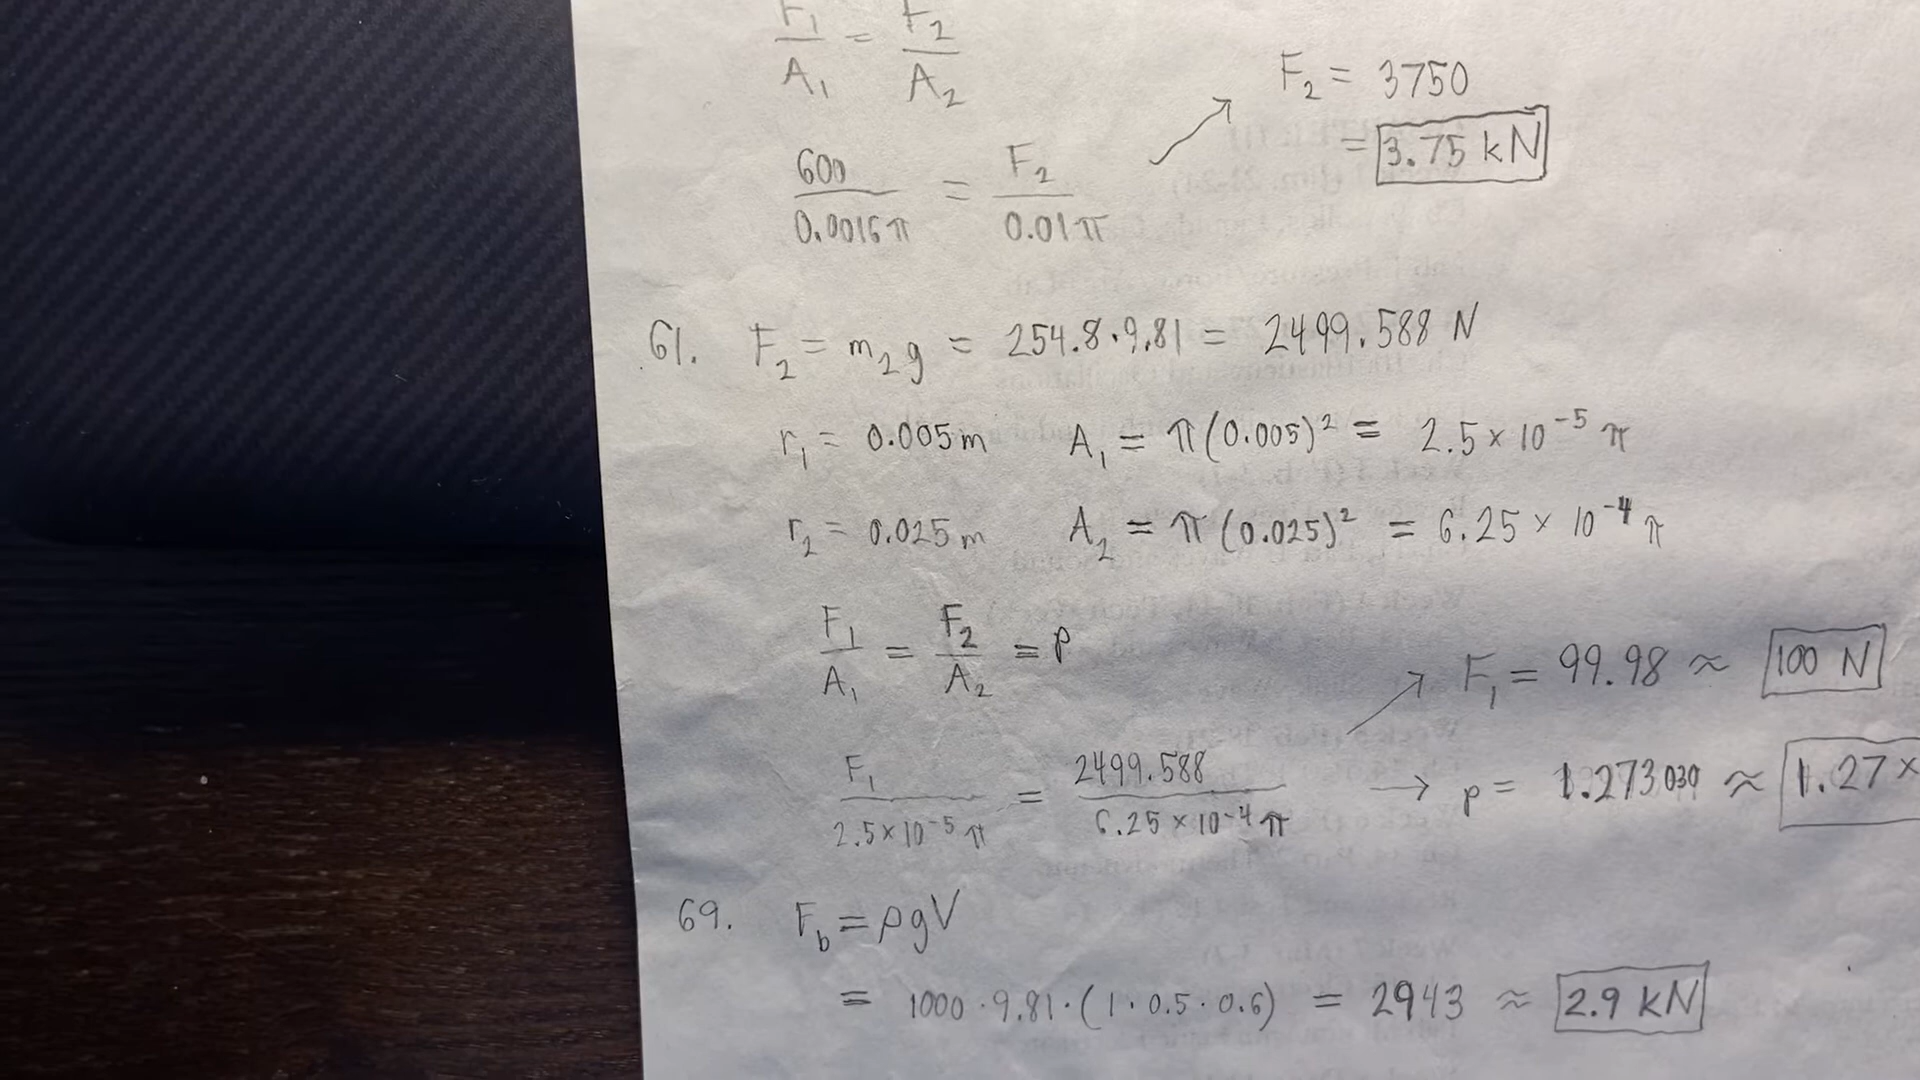 F₁/A₁ = F₂/A₂
F₂ = 3750
= 3.75 kN
600/0.0016π = F₂/0.01π
61. F₂ = m₂g = 254.8·9.81 = 2499.588 N
r₁ = 0.005m A₁ = π(0.005)² = 2.5 × 10⁻⁵ π
r₂ = 0.025m A₂ = π(0.025)² = 6.25 × 10⁻⁴ π
F₁/A₁ = F₂/A₂ = p
F₁ = 99.98 ≈ 100 N
F₁/2.5×10⁻⁵π = 2499.588/6.25×10⁻⁴π → p = 1.273030 ≈ 1.27 ×
69. F_b = ρgV
= 1000·9.81·(1·0.5·0.6) = 2943 ≈ 2.9 kN